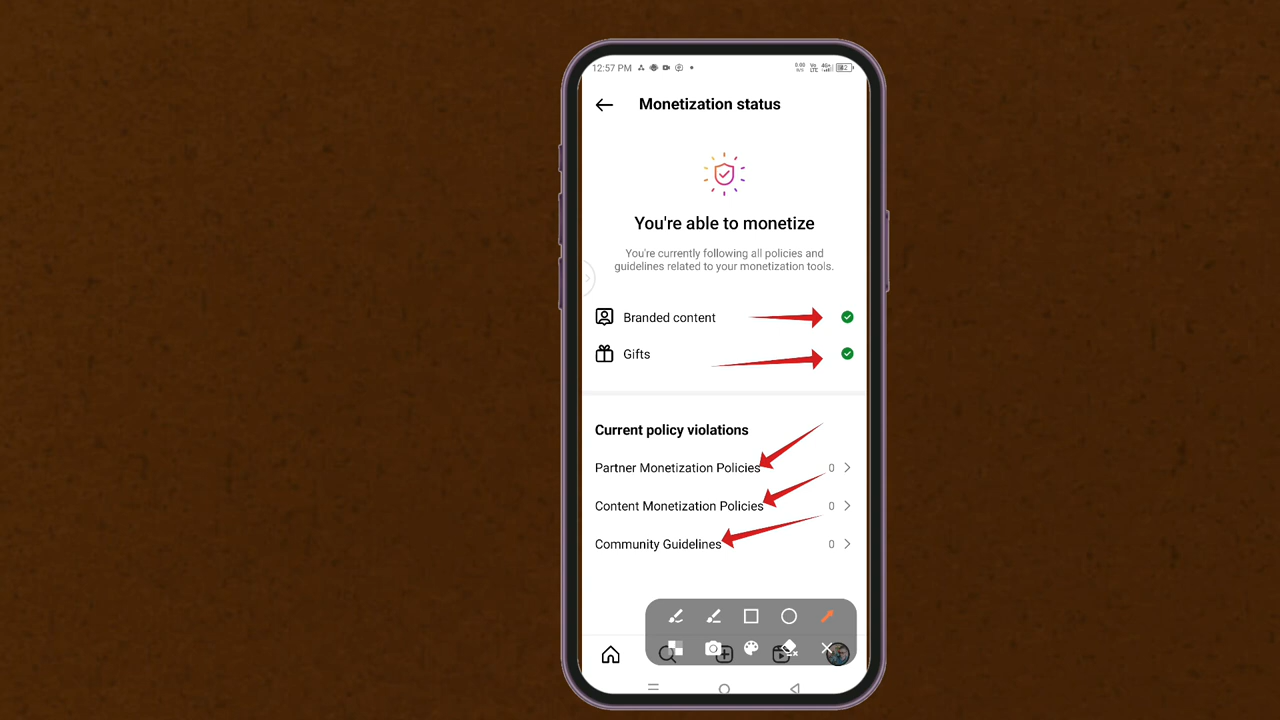 12:57 PM
Monetization status
You're able to monetize
You're currently following all policies and
guidelines related to your monetization tools.
Branded content
Gifts
Current policy violations
Partner Monetization Policies 0
Content Monetization Policies 0
Community Guidelines 0